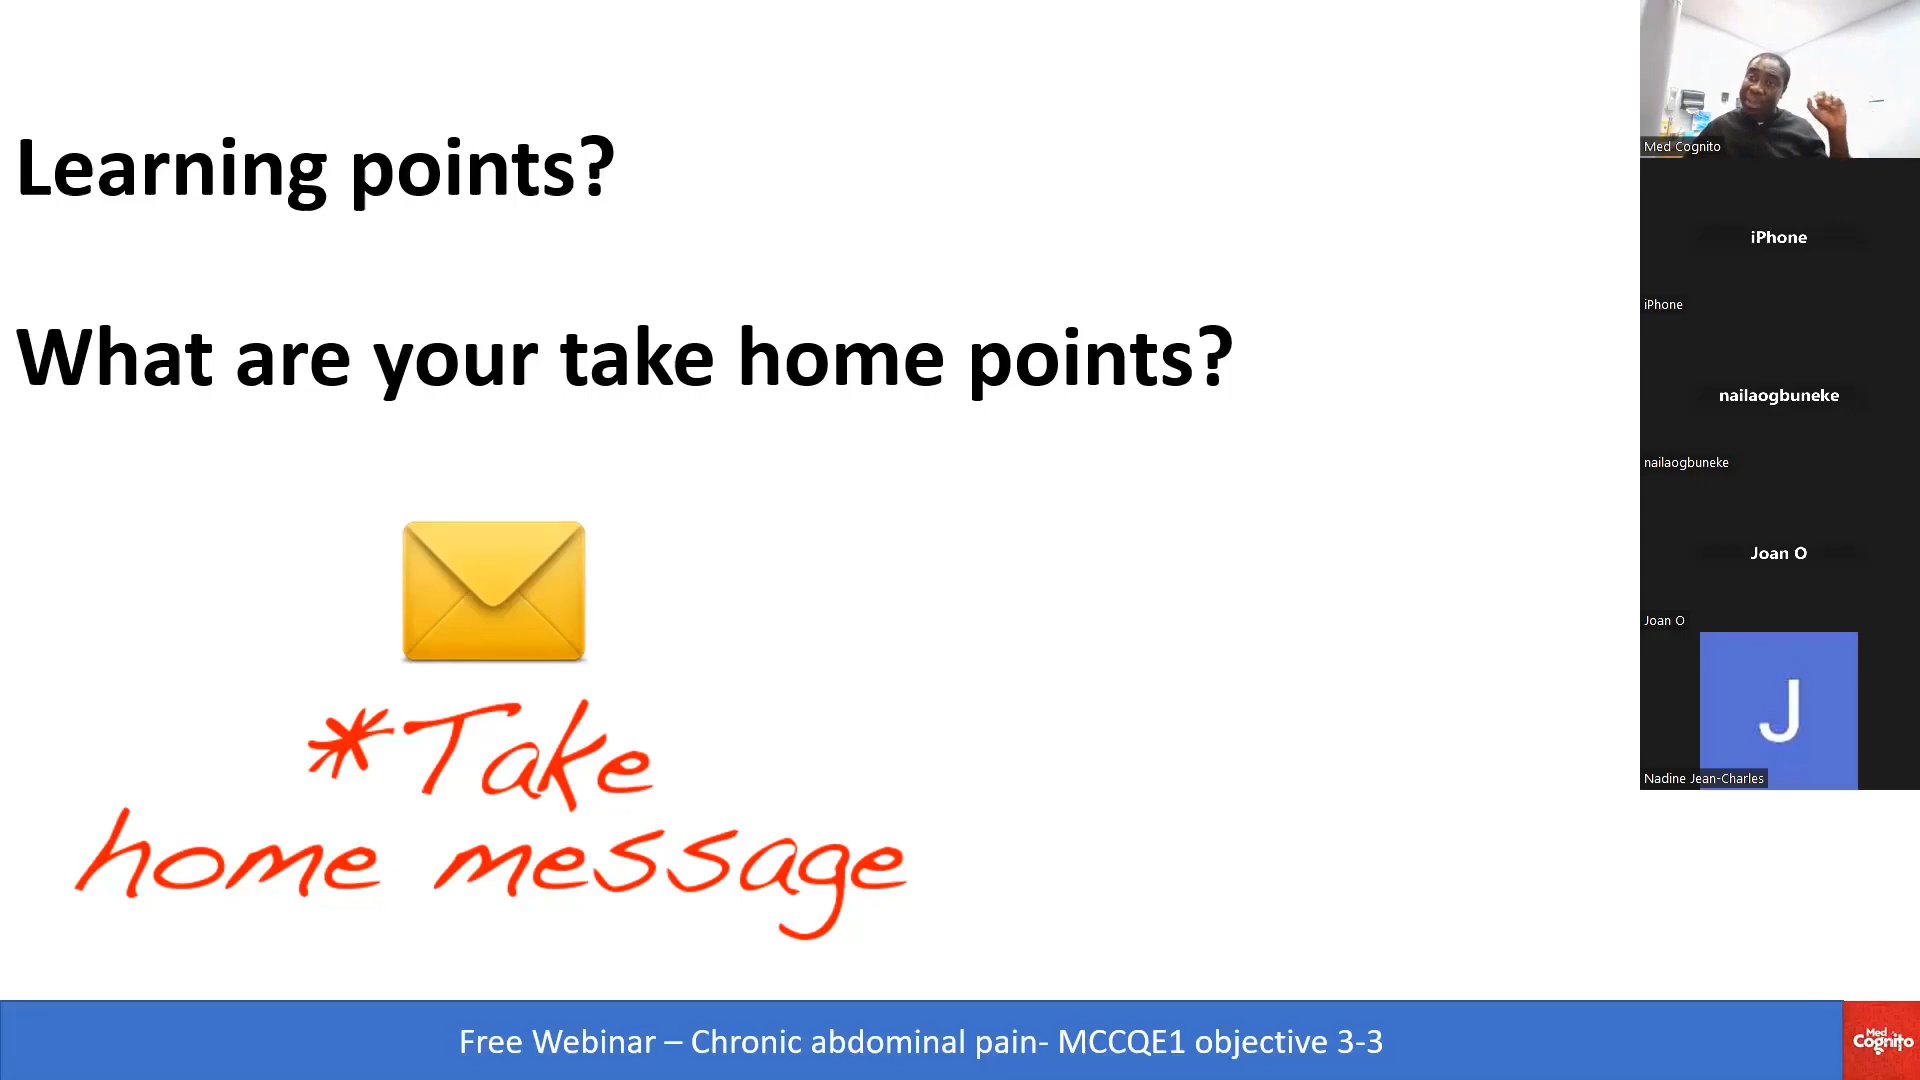 Learning points?
What are your take home points?
*Take
home message
Free Webinar – Chronic abdominal pain- MCCQE1 objective 3-3
Med
Cognito
Med Cognito
iPhone
iPhone
nailaogbuneke
nailaogbuneke
Joan O
Joan O
J
Nadine Jean-Charles